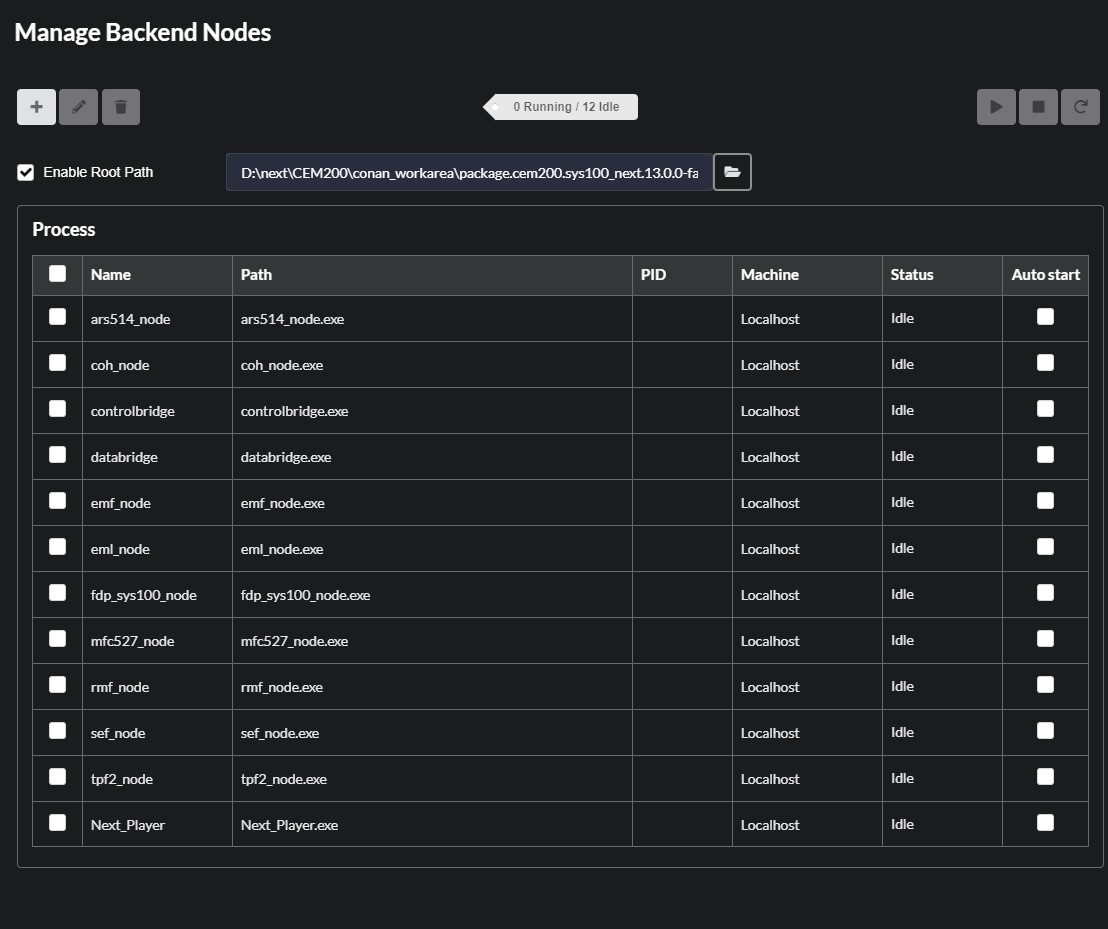 Manage Backend Nodes
0 Running / 12 Idle
Enable Root Path
D:\next\CEM200\conan_workarea\package.cem200.sys100_next.13.0.0-fa
Process
Name Path PID Machine Status Auto start
ars514_node ars514_node.exe Localhost Idle
coh_node coh_node.exe Localhost Idle
controlbridge controlbridge.exe Localhost Idle
databridge databridge.exe Localhost Idle
emf_node emf_node.exe Localhost Idle
eml_node eml_node.exe Localhost Idle
fdp_sys100_node fdp_sys100_node.exe Localhost Idle
mfc527_node mfc527_node.exe Localhost Idle
rmf_node rmf_node.exe Localhost Idle
sef_node sef_node.exe Localhost Idle
tpf2_node tpf2_node.exe Localhost Idle
Next_Player Next_Player.exe Localhost Idle